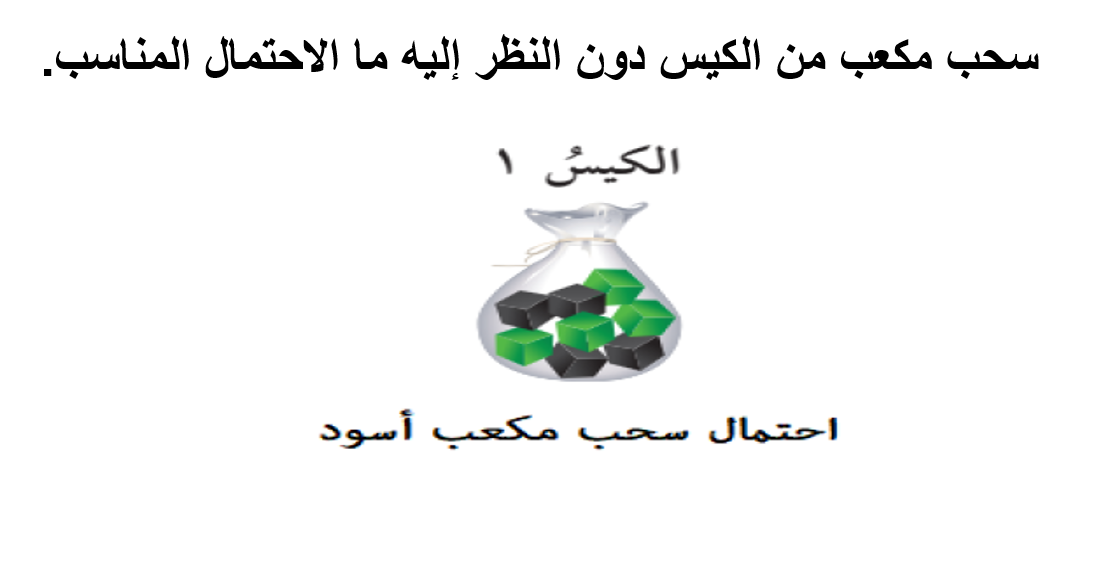 سحب مكعب من الكيس دون النظر إليه ما الاحتمال المناسب.
الكيسُ ١
احتمال سحب مكعب أسود